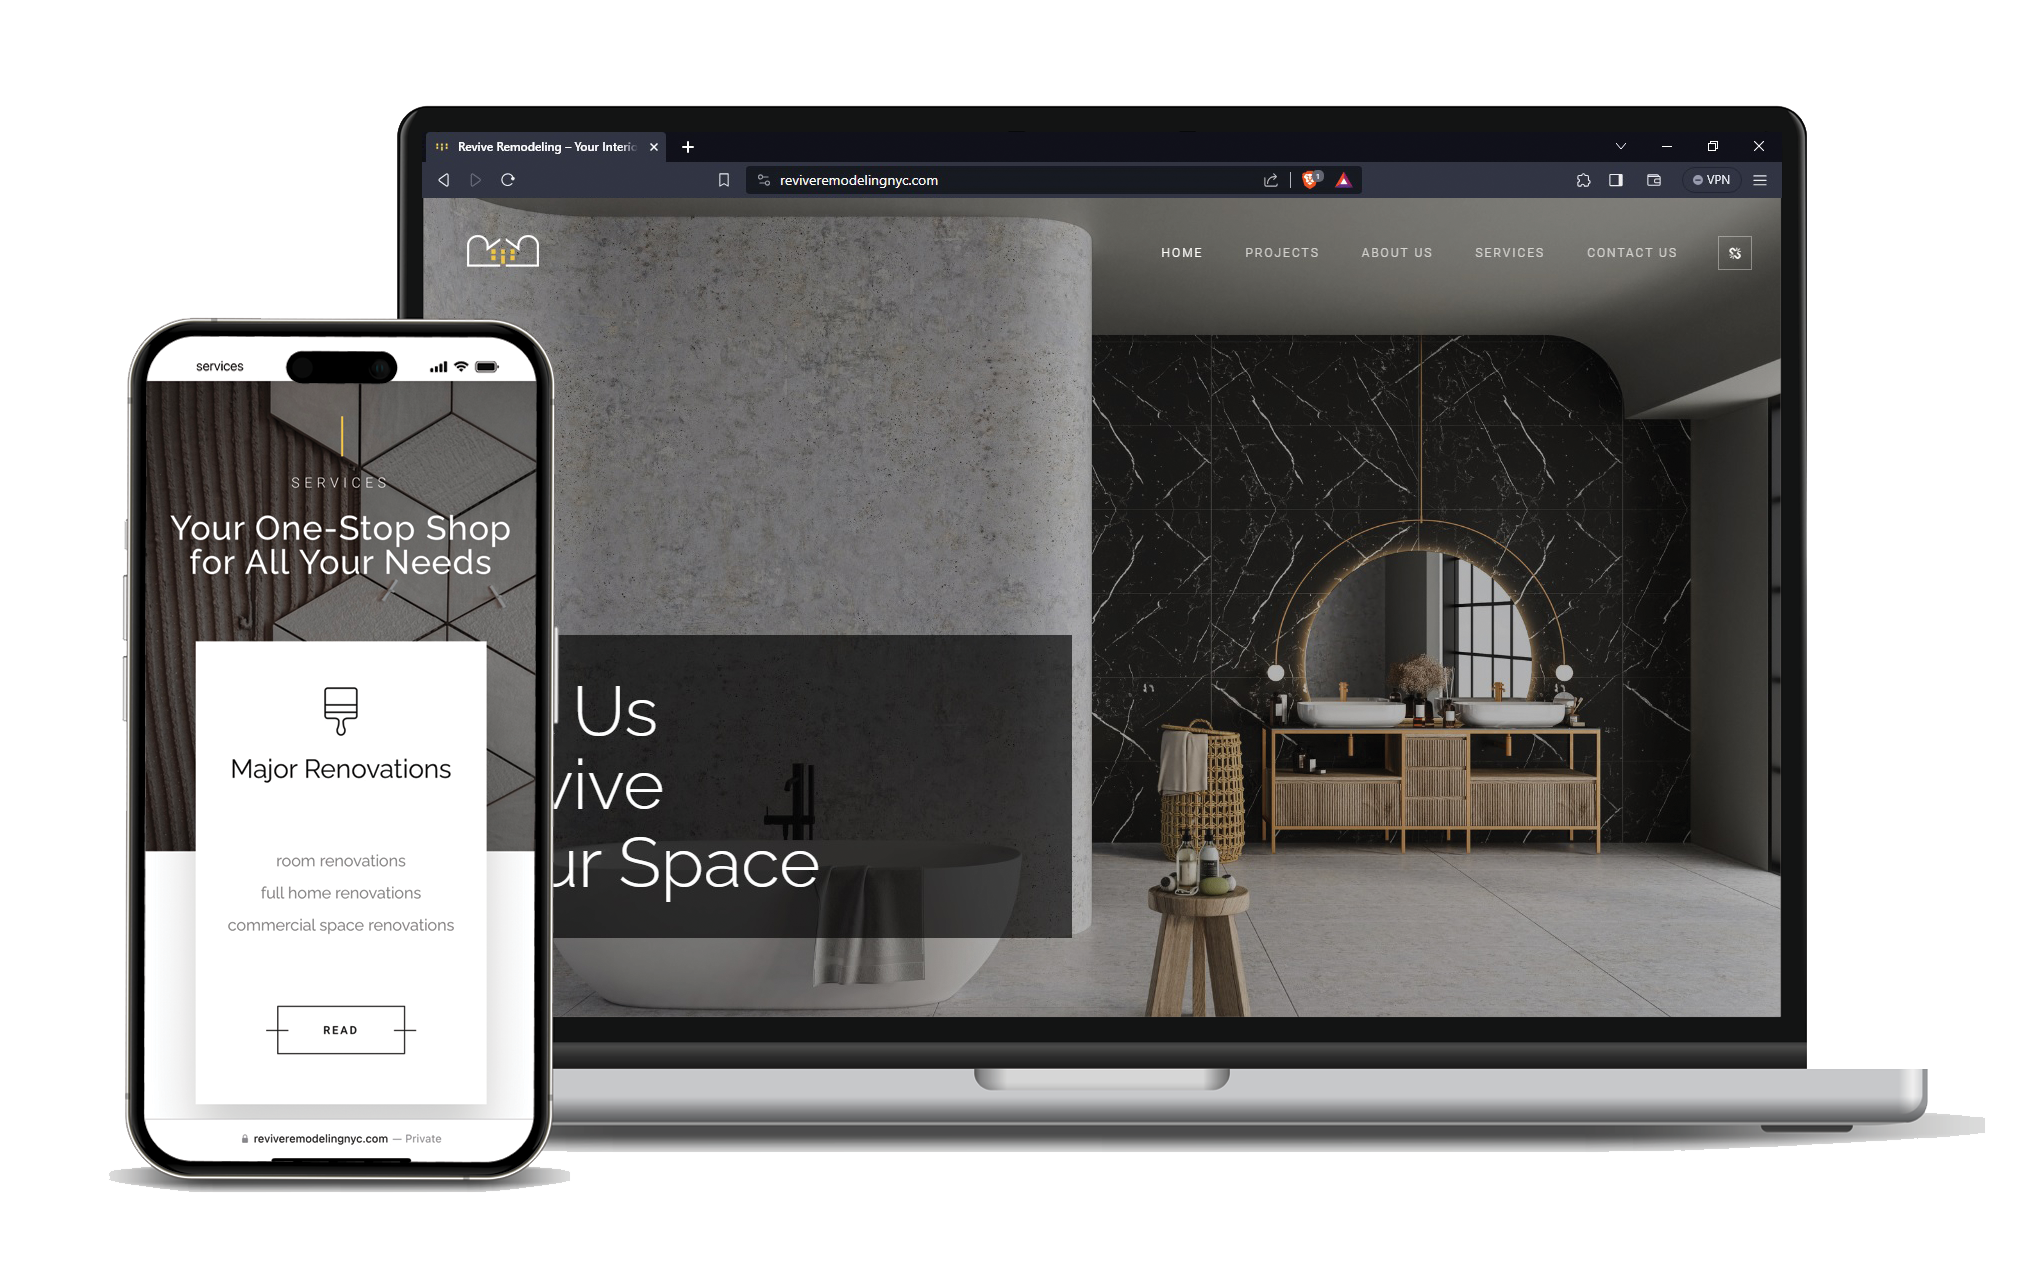 Revive Remodeling – Your Interio
reviveremodelingnyc.com
1
VPN
HOME PROJECTS ABOUT US SERVICES CONTACT US
Us
vive
ur Space
services
SERVICES
Your One-Stop Shop
for All Your Needs
Major Renovations
room renovations
full home renovations
commercial space renovations
READ
reviveremodelingnyc.com — Private